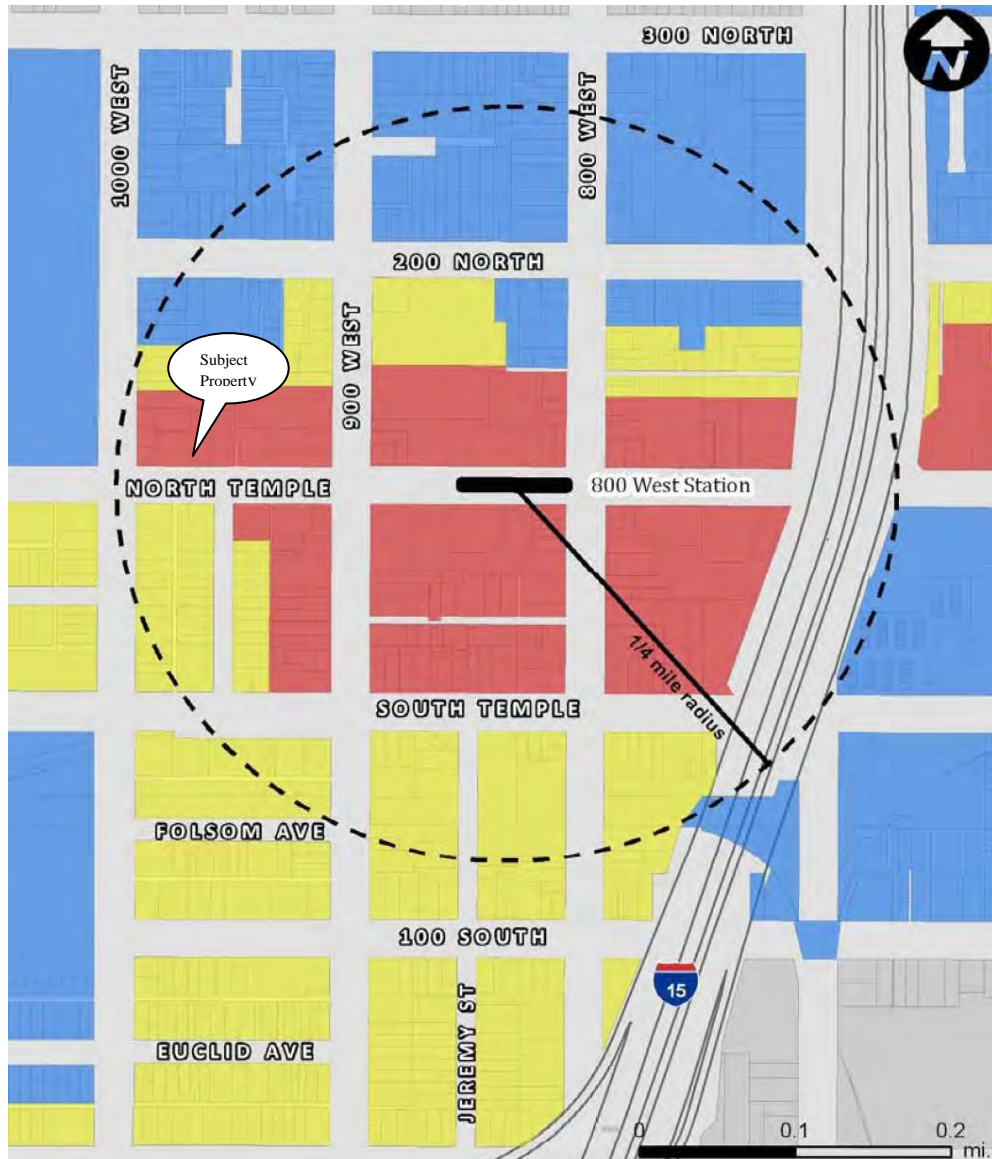 300 NORTH
N
1000 WEST
800 WEST
200 NORTH
900 WEST
Subject
Property
NORTH TEMPLE
800 West Station
1/4 mile radius
SOUTH TEMPLE
FOLSOM AVE
100 SOUTH
15
JEREMY ST
EUCLID AVE
0 0.1 0.2
mi.